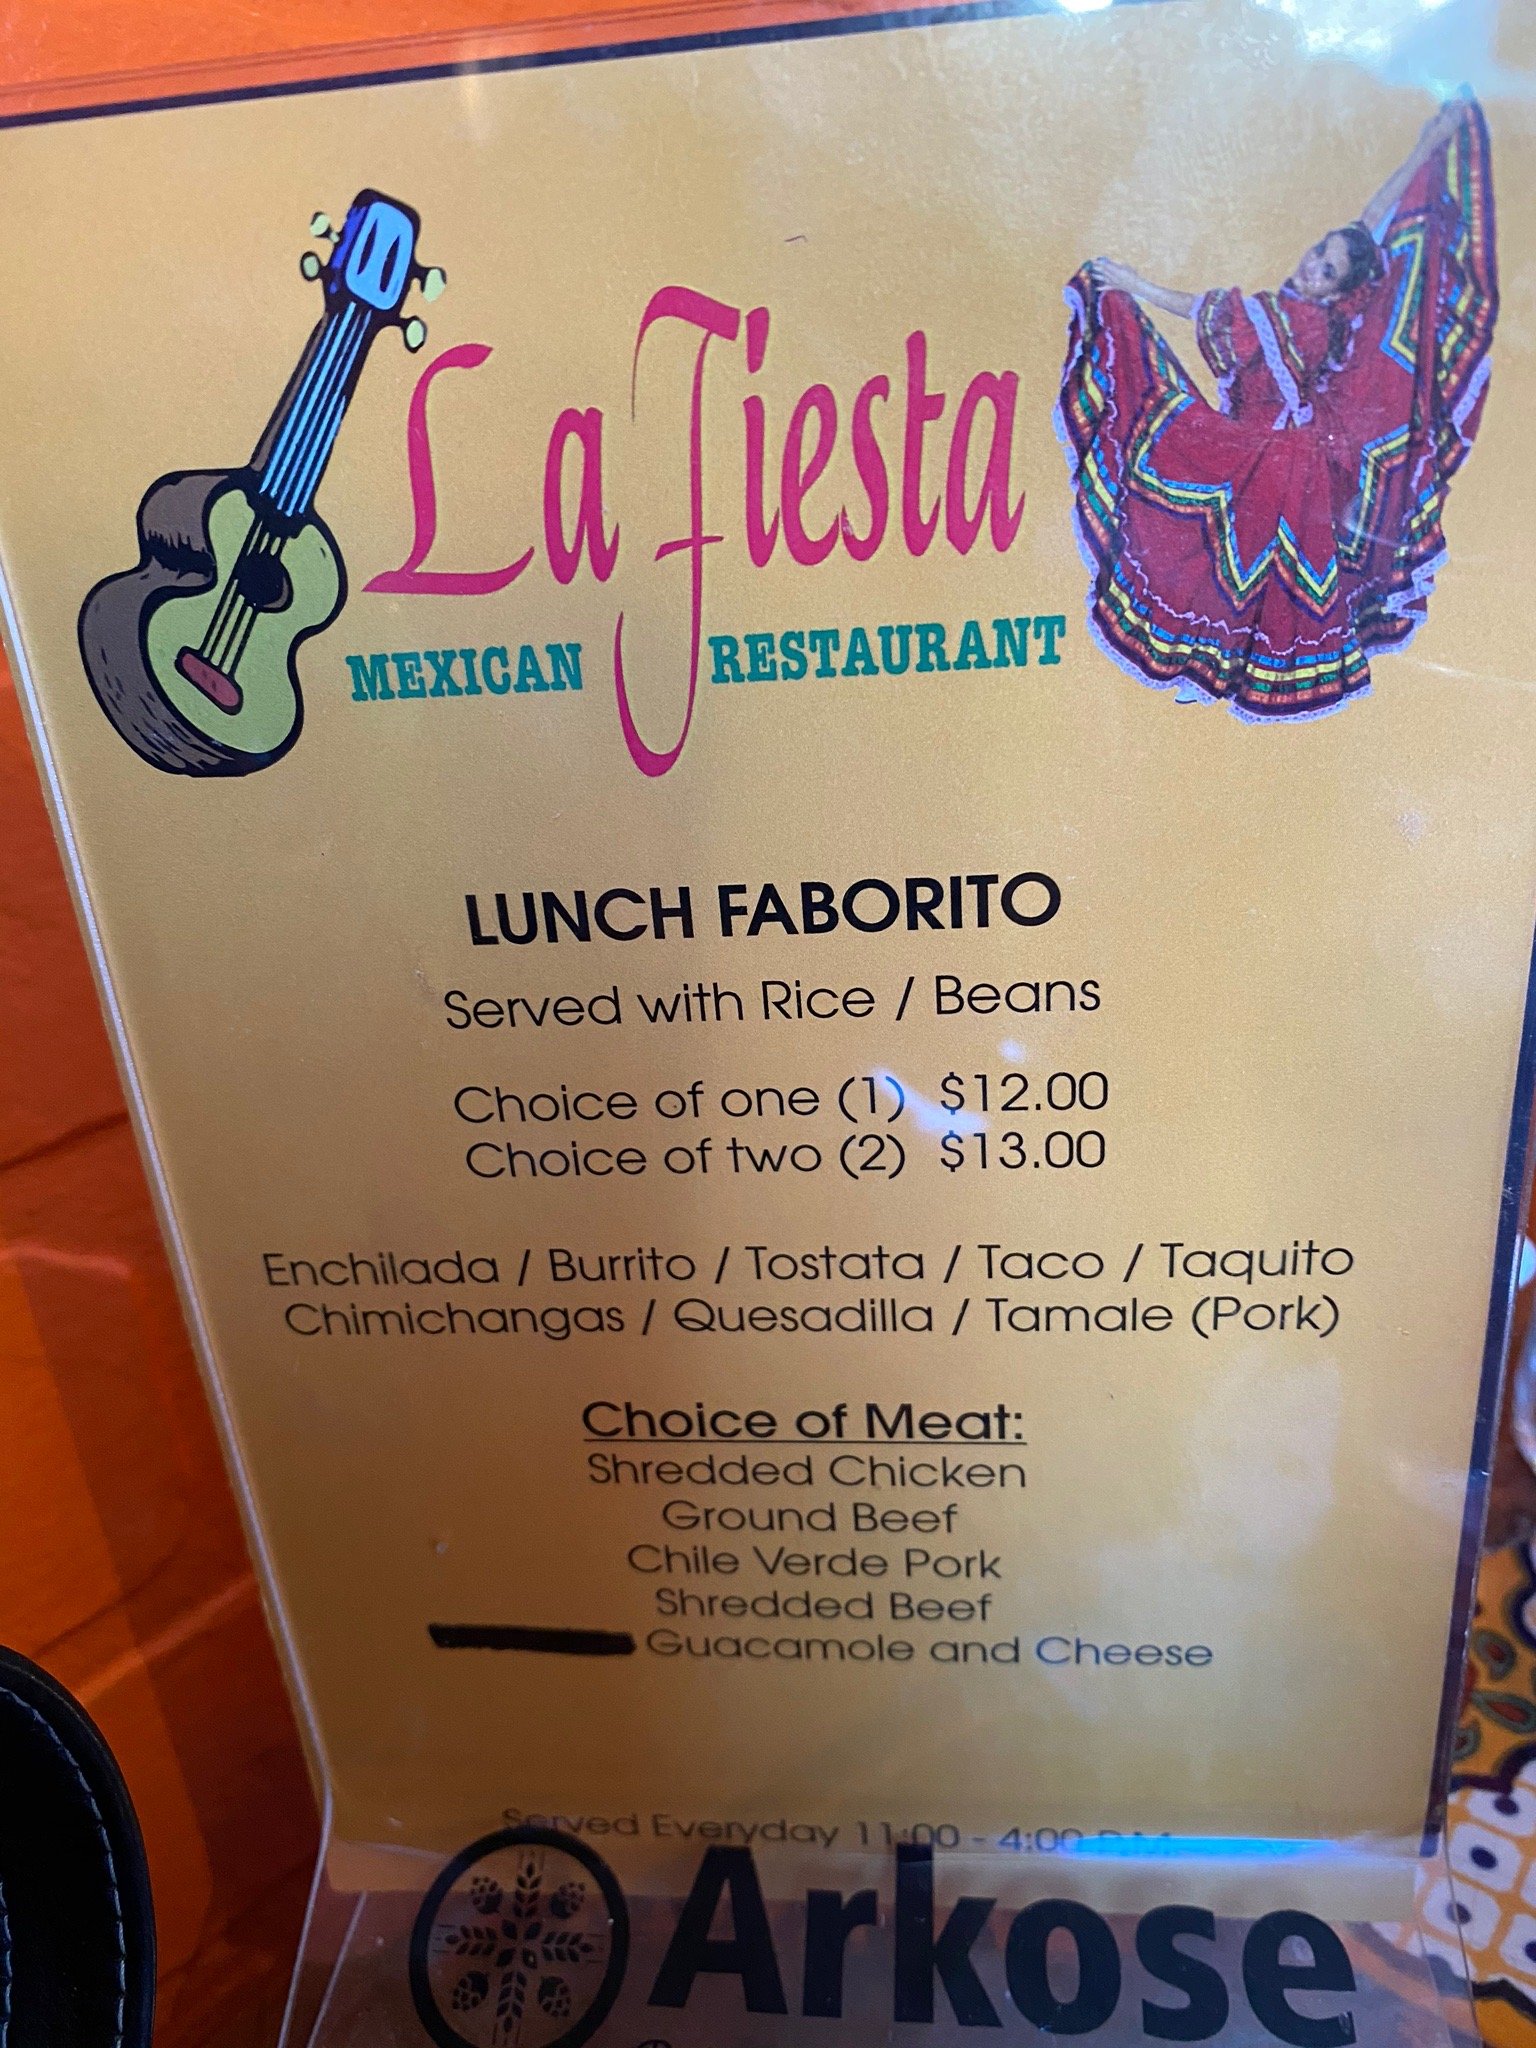 La Fiesta
MEXICAN RESTAURANT
LUNCH FABORITO
Served with Rice / Beans
Choice of one (1) $12.00
Choice of two (2) $13.00
Enchilada / Burrito / Tostata / Taco / Taquito
Chimichangas / Quesadilla / Tamale (Pork)
Choice of Meat:
Shredded Chicken
Ground Beef
Chile Verde Pork
Shredded Beef
Guacamole and Cheese
Served Everyday 11:00 - 4:00 P.M.
Arkose